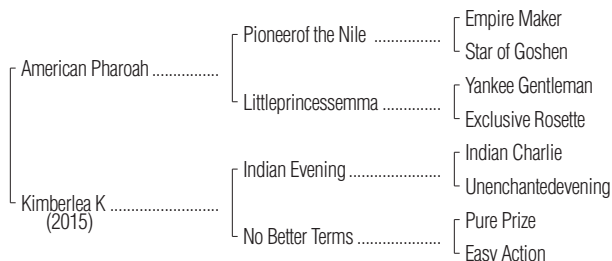 Empire Maker
Pioneerof the Nile ................
Star of Goshen
American Pharoah ...............
Yankee Gentleman
Littleprincessemma .............
Exclusive Rosette
Indian Charlie
Indian Evening .....................
Unenchantedevening
Kimberlea K .........................
(2015)
Pure Prize
No Better Terms ...................
Easy Action